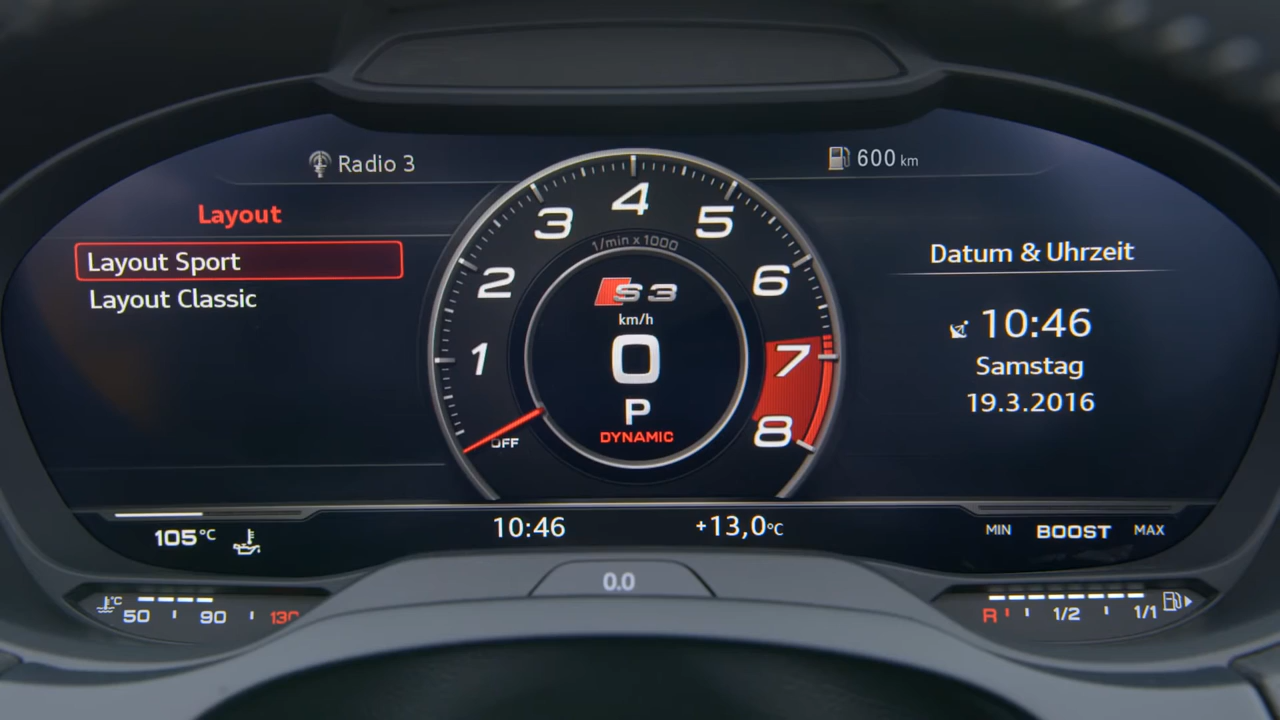 Radio 3
600 km
Layout
Layout Sport
Layout Classic
1
2
3
4
5
6
7
8
OFF
1/min x 1000
S3
km/h
0
P
DYNAMIC
Datum & Uhrzeit
10:46
Samstag
19.3.2016
105°C
10:46
+13,0°C
MIN BOOST MAX
0.0
°C
50 90 130
R 1/2 1/1